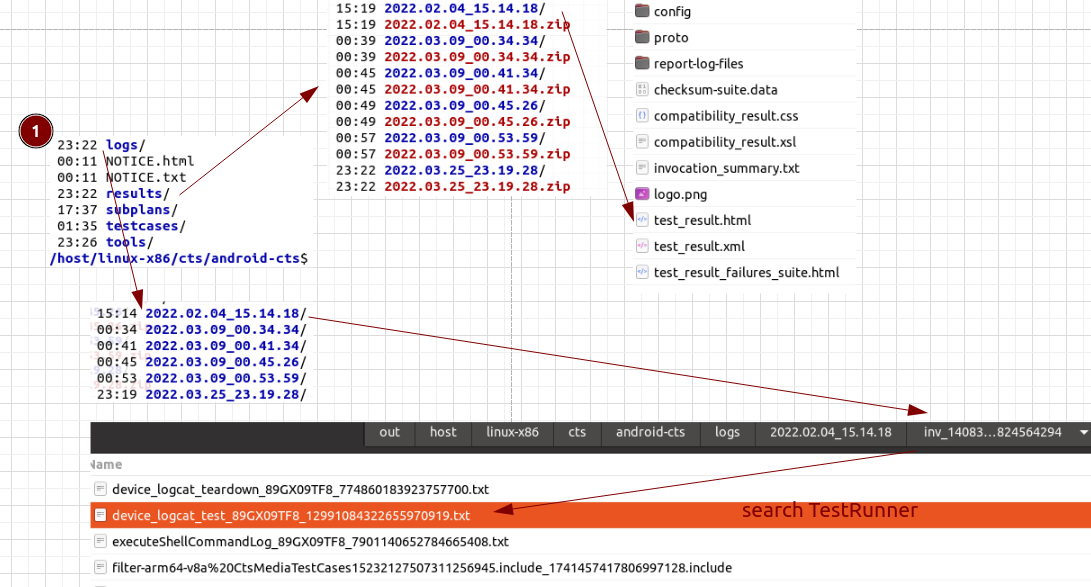 1
23:22 logs/
00:11 NOTICE.html
00:11 NOTICE.txt
23:22 results/
17:37 subplans/
01:35 testcases/
23:26 tools/
/host/linux-x86/cts/android-cts$
15:19 2022.02.04_15.14.18/
15:19 2022.02.04_15.14.18.zip
00:39 2022.03.09_00.34.34/
00:39 2022.03.09_00.34.34.zip
00:45 2022.03.09_00.41.34/
00:45 2022.03.09_00.41.34.zip
00:49 2022.03.09_00.45.26/
00:49 2022.03.09_00.45.26.zip
00:57 2022.03.09_00.53.59/
00:57 2022.03.09_00.53.59.zip
23:22 2022.03.25_23.19.28/
23:22 2022.03.25_23.19.28.zip
config
proto
report-log-files
checksum-suite.data
compatibility_result.css
compatibility_result.xsl
invocation_summary.txt
logo.png
test_result.html
test_result.xml
test_result_failures_suite.html
15:14 2022.02.04_15.14.18/
00:34 2022.03.09_00.34.34/
00:41 2022.03.09_00.41.34/
00:45 2022.03.09_00.45.26/
00:53 2022.03.09_00.53.59/
23:19 2022.03.25_23.19.28/
out host linux-x86 cts android-cts logs 2022.02.04_15.14.18 inv_14083...824564294
Name
device_logcat_teardown_89GX09TF8_774860183923757700.txt
device_logcat_test_89GX09TF8_12991084322655970919.txt
search TestRunner
executeShellCommandLog_89GX09TF8_7901140652784665408.txt
filter-arm64-v8a%20CtsMediaTestCases15232127507311256945.include_1741457417806997128.include